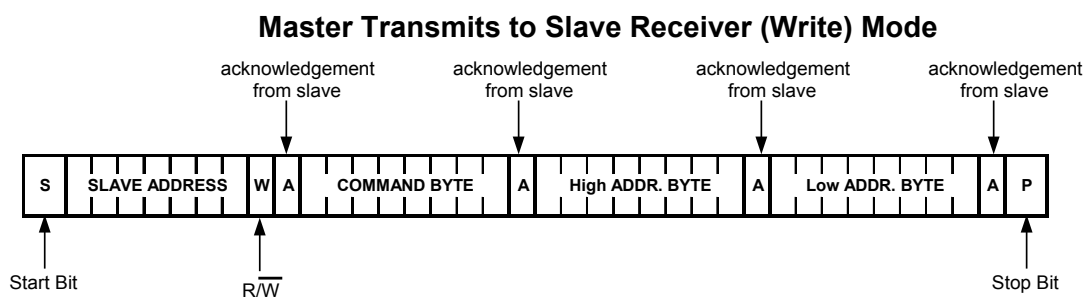 Master Transmits to Slave Receiver (Write) Mode
acknowledgement acknowledgement acknowledgement acknowledgement
from slave from slave from slave from slave
S SLAVE ADDRESS W A COMMAND BYTE A High ADDR. BYTE A Low ADDR. BYTE A P
Start Bit R/W̅ Stop Bit